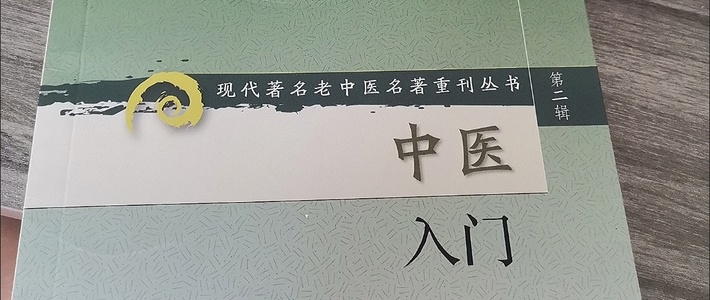 现代著名老中医名著重刊丛书
第二辑
中医
入门